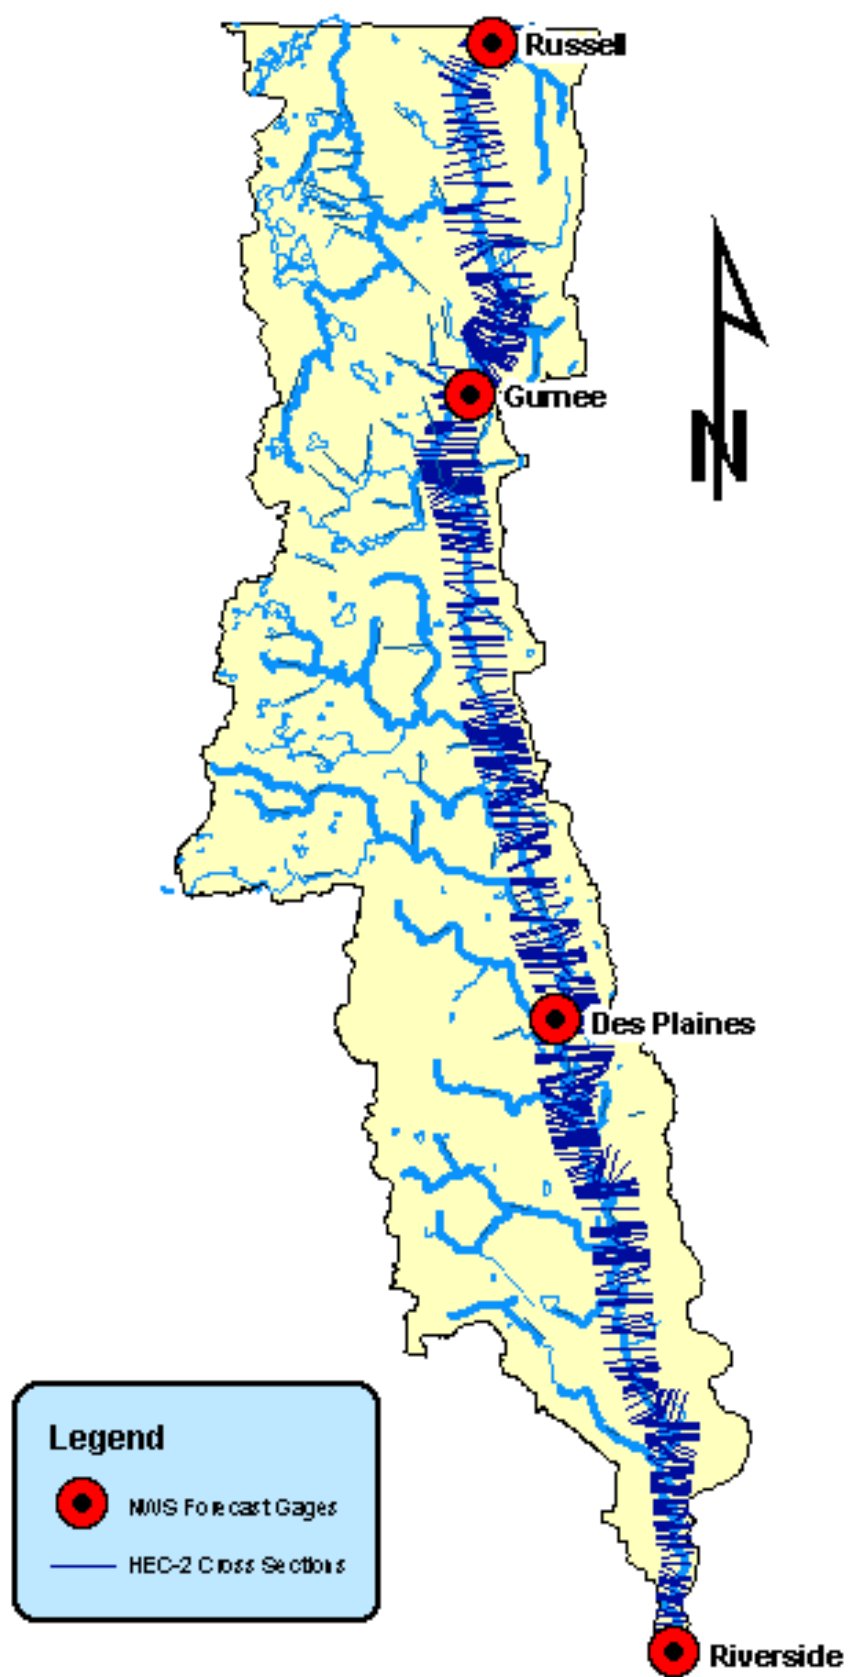 Russell
Gurnee
N
Des Plaines
Legend
NWS Forecast Gages
HEC-2 Cross Sections
Riverside